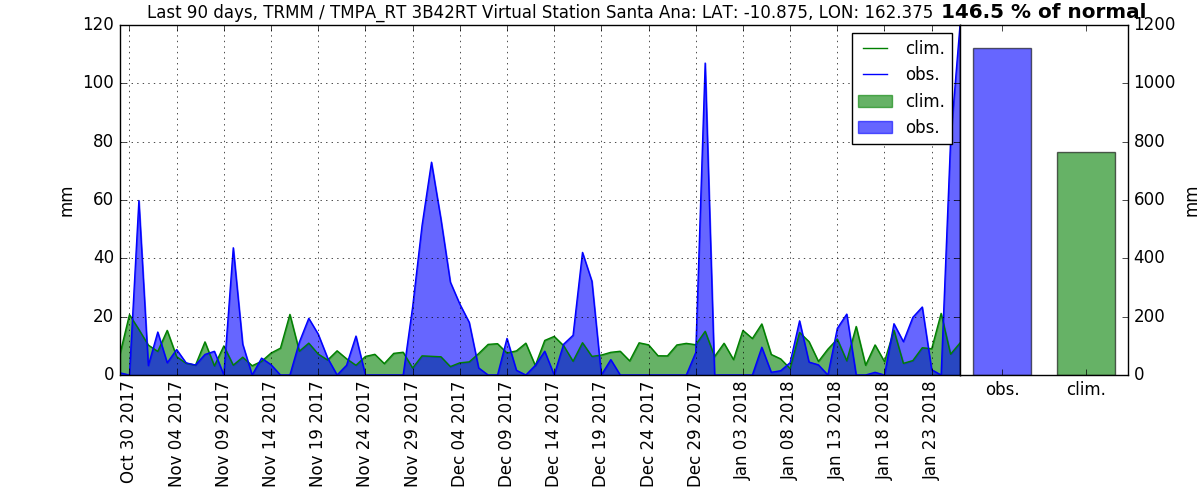 Last 90 days, TRMM / TMPA_RT 3B42RT Virtual Station Santa Ana: LAT: -10.875, LON: 162.375 146.5 % of normal
120
100
80
60
40
20
0
mm
clim.
obs.
clim.
obs.
1200
1000
800
600
400
200
0
mm
Oct 30 2017
Nov 04 2017
Nov 09 2017
Nov 14 2017
Nov 19 2017
Nov 24 2017
Nov 29 2017
Dec 04 2017
Dec 09 2017
Dec 14 2017
Dec 19 2017
Dec 24 2017
Dec 29 2017
Jan 03 2018
Jan 08 2018
Jan 13 2018
Jan 18 2018
Jan 23 2018
obs.
clim.